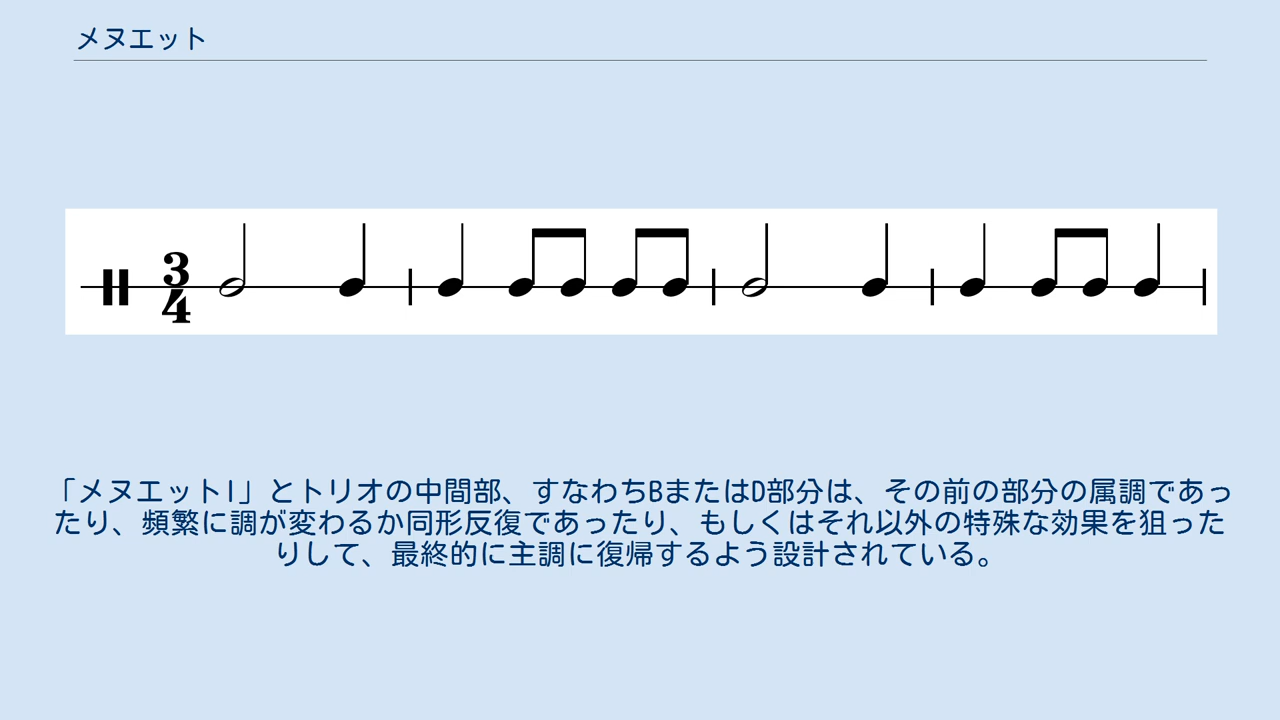 メヌエット
3
4
「メヌエットI」とトリオの中間部、すなわちBまたはD部分は、その前の部分の属調であっ
たり、頻繁に調が変わるか同形反復であったり、もしくはそれ以外の特殊な効果を狙った
りして、最終的に主調に復帰するよう設計されている。